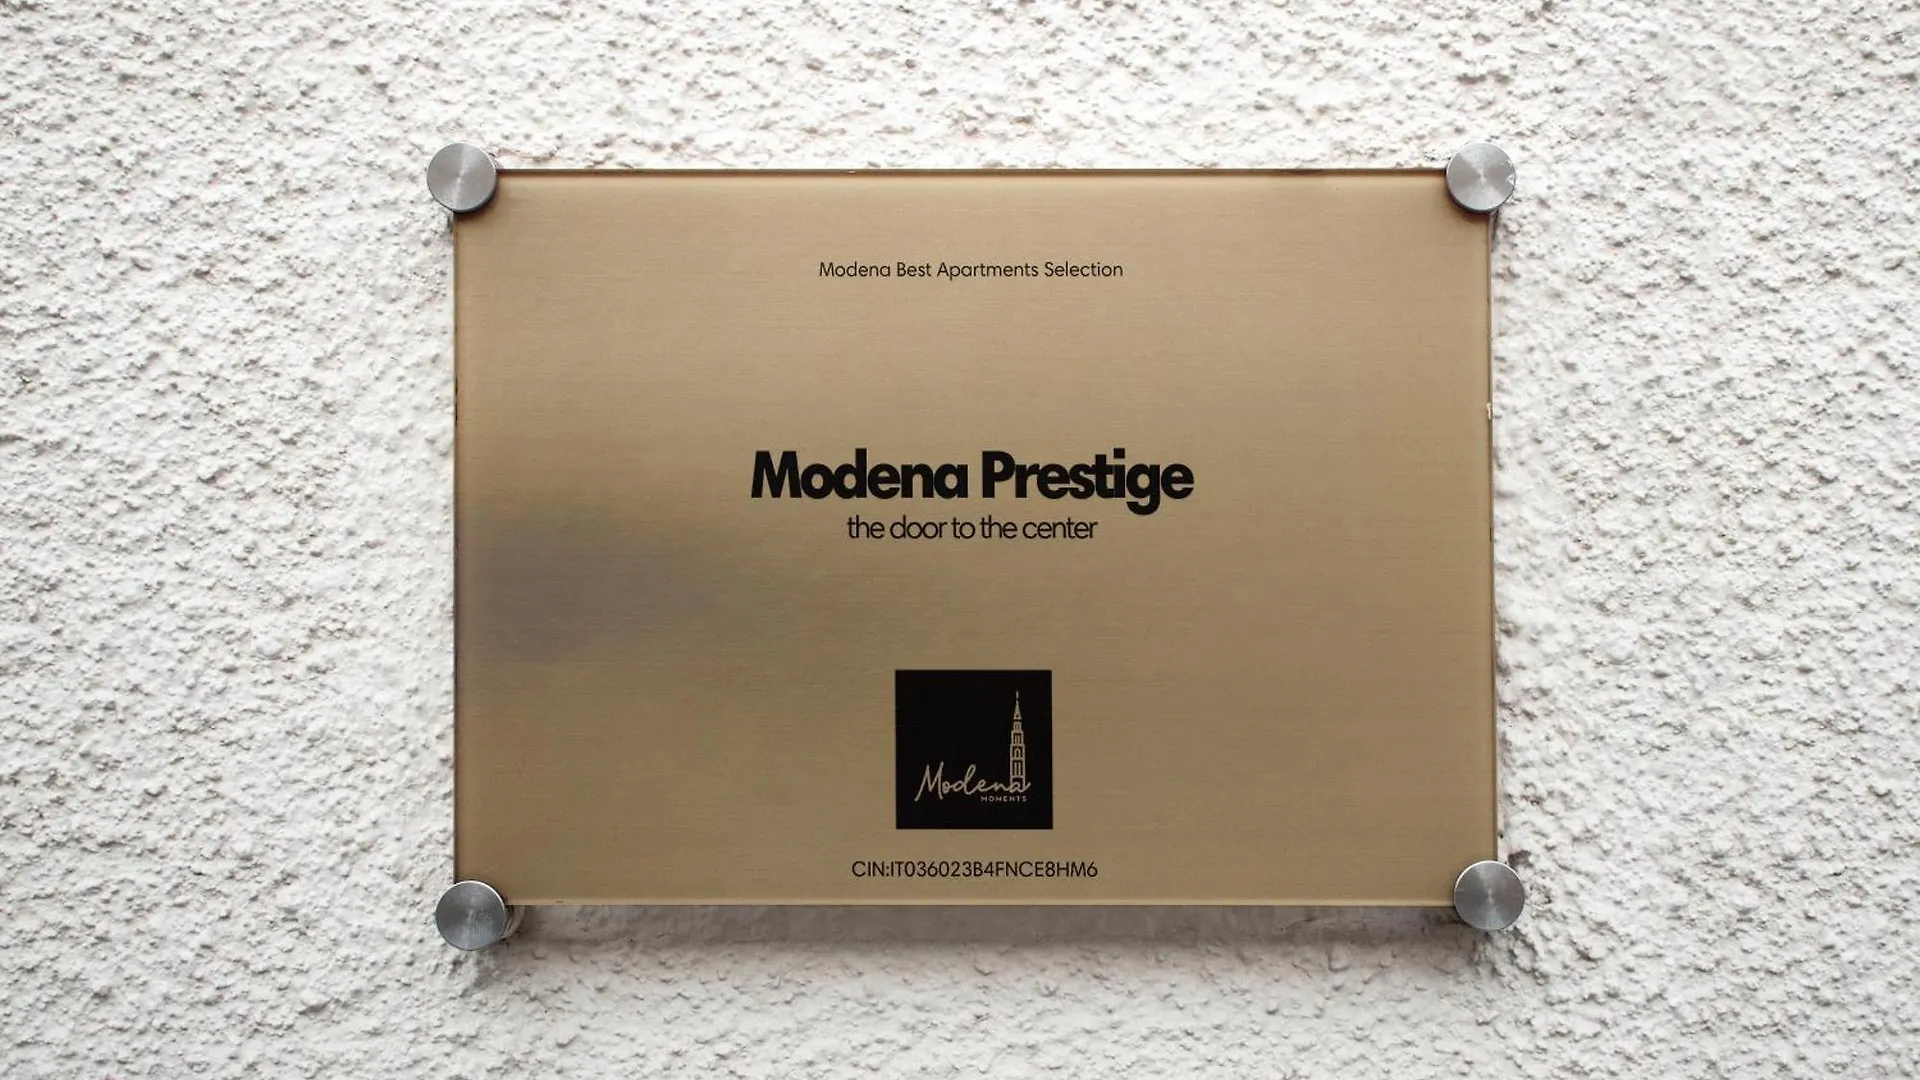 Modena Best Apartments Selection
Modena Prestige
the door to the center
Modena
MOMENTS
CIN:IT036023B4FNCE8HM6